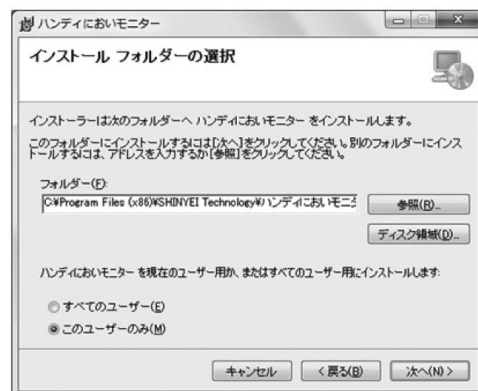 ハンディにおいモニター
インストール フォルダーの選択
インストーラーは次のフォルダーへ ハンディにおいモニター をインストールします。
このフォルダーにインストールするには[次へ]をクリックしてください。別のフォルダーにインス
トールするには、アドレスを入力するか[参照]をクリックしてください。
フォルダー(F):
C:¥Program Files (x86)¥SHINYEI Technology¥ハンディにおいモニタ
参照(R)...
ディスク領域(D)...
ハンディにおいモニター を現在のユーザー用か、またはすべてのユーザー用にインストールします:
すべてのユーザー(E)
このユーザーのみ(M)
キャンセル
< 戻る(B)
次へ(N) >